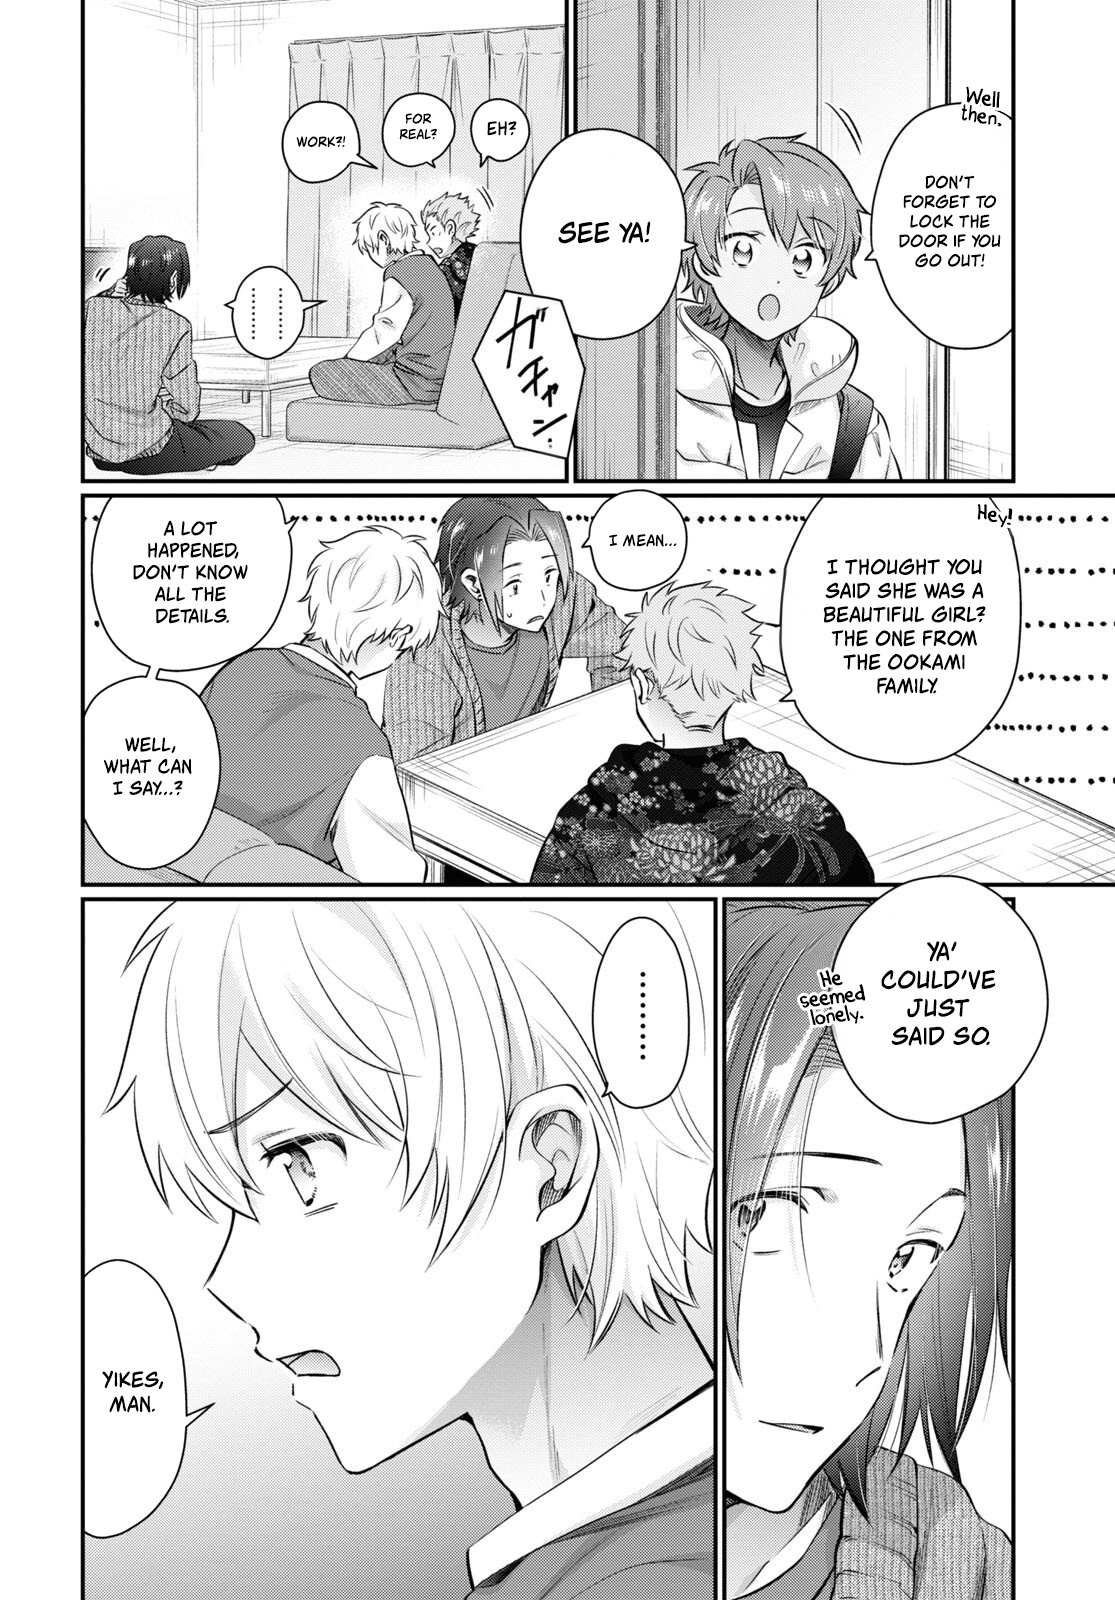 Well
then.
DON'T
FORGET TO
LOCK THE
DOOR IF YOU
GO OUT!
SEE YA!
ガチャン
EH?
FOR
REAL?
WORK?!
Hey!
I THOUGHT YOU
SAID SHE WAS A
BEAUTIFUL GIRL?
THE ONE FROM
THE OOKAMI
FAMILY.
I MEAN...
A LOT
HAPPENED,
DON'T KNOW
ALL THE
DETAILS.
WELL,
WHAT CAN
I SAY...?
YA'
COULD'VE
JUST
SAID SO.
He
seemed
lonely.
YIKES,
MAN.